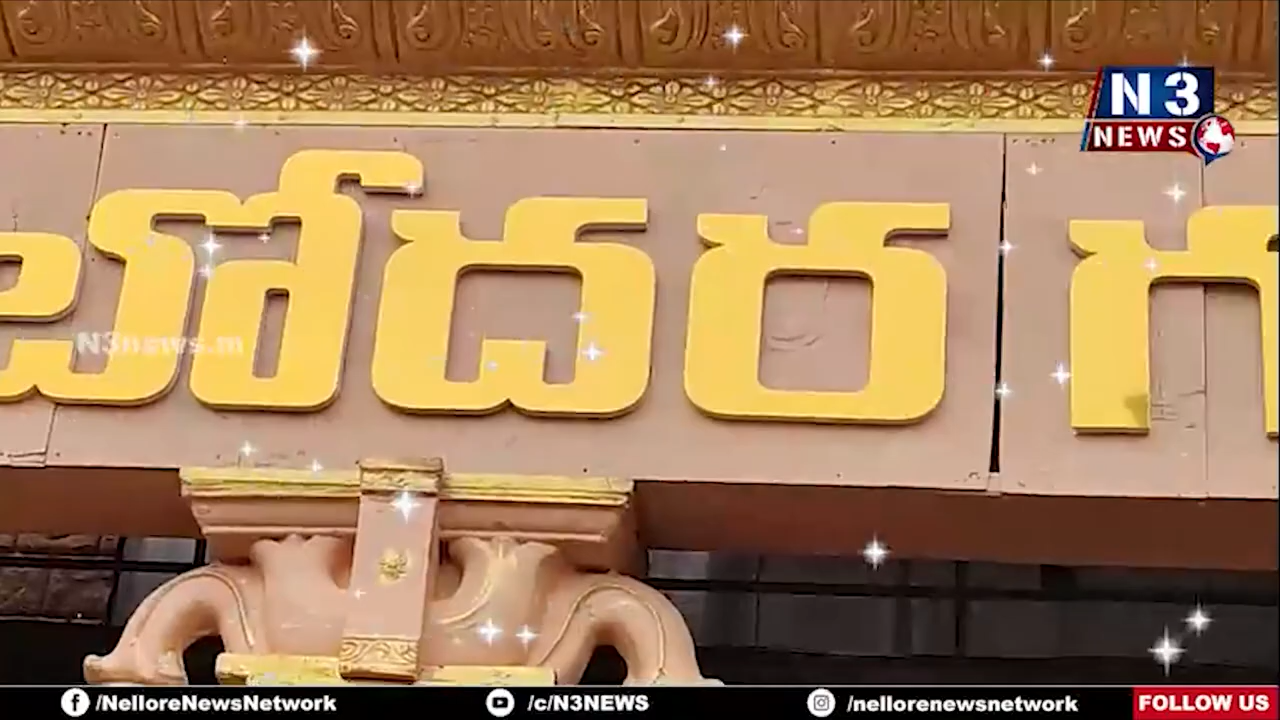 N3
NEWS
మోదర గ
N3news.in
/NelloreNewsNetwork /c/N3NEWS /nellorenewsnetwork FOLLOW US